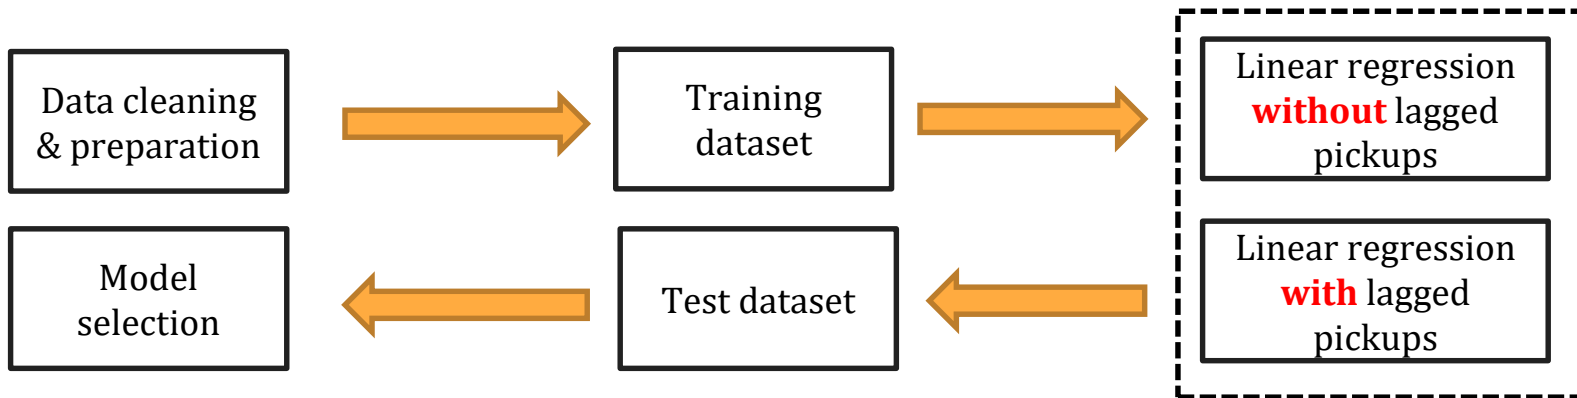 Data cleaning
& preparation
Training
dataset
Linear regression
without lagged
pickups
Model
selection
Test dataset
Linear regression
with lagged
pickups